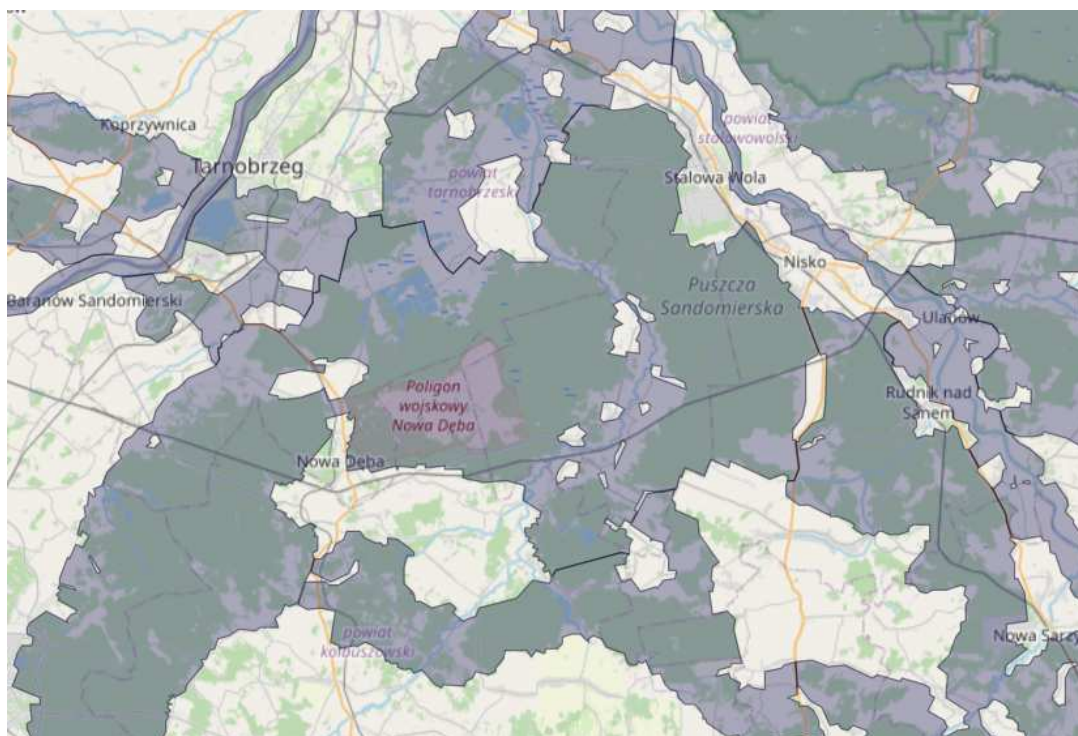 Koprzywnica
Tarnobrzeg
powiat
tarnobrzeski
powiat
stalowowolski
Stalowa Wola
Nisko
Puszcza
Sandomierska
Baranów Sandomierski
Ulanów
Poligon
wojskowy
Nowa Dęba
Rudnik nad
Sanem
Nowa Dęba
powiat
kolbuszowski
Nowa Sarzy